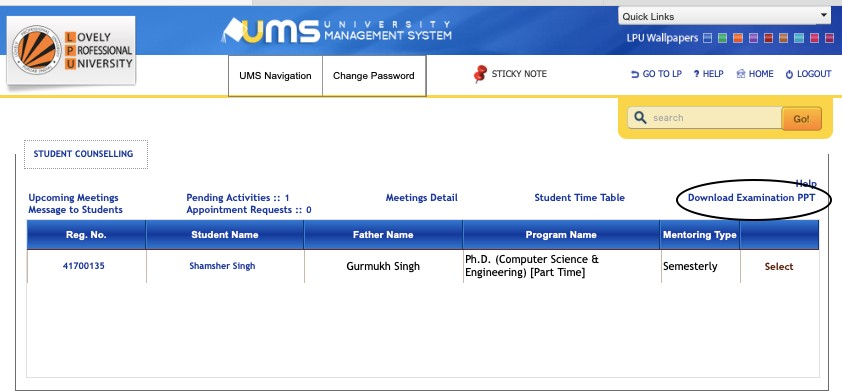 Quick Links
LOVELY
PROFESSIONAL
UNIVERSITY
UMS UNIVERSITY
MANAGEMENT SYSTEM
LPU Wallpapers
UMS Navigation Change Password STICKY NOTE GO TO LP ? HELP HOME LOGOUT
search Go!
STUDENT COUNSELLING
Help
Upcoming Meetings Pending Activities :: 1 Meetings Detail Student Time Table Download Examination PPT
Message to Students Appointment Requests :: 0
Reg. No. Student Name Father Name Program Name Mentoring Type
41700135 Shamsher Singh Gurmukh Singh Ph.D. (Computer Science &
Engineering) [Part Time] Semesterly Select